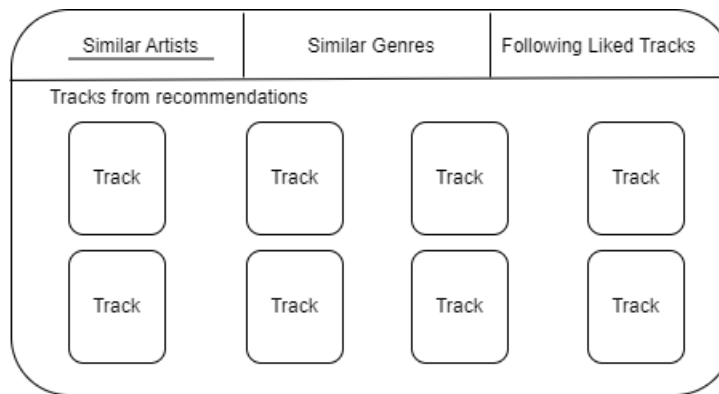 Similar Artists Similar Genres Following Liked Tracks
Tracks from recommendations
Track Track Track Track
Track Track Track Track